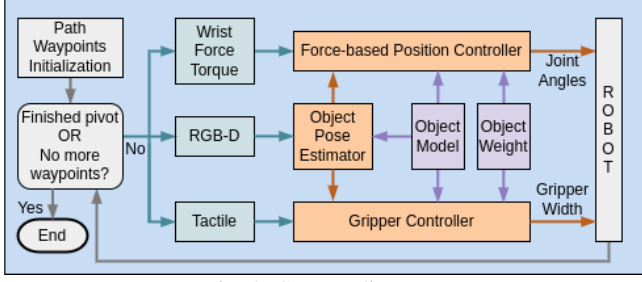 Path
Waypoints
Initialization
Finished pivot
OR
No more
waypoints?
No
Yes
End
Wrist
Force
Torque
RGB-D
Tactile
Force-based Position Controller
Object
Pose
Estimator
Object
Model
Object
Weight
Gripper Controller
Joint
Angles
Gripper
Width
R
O
B
O
T